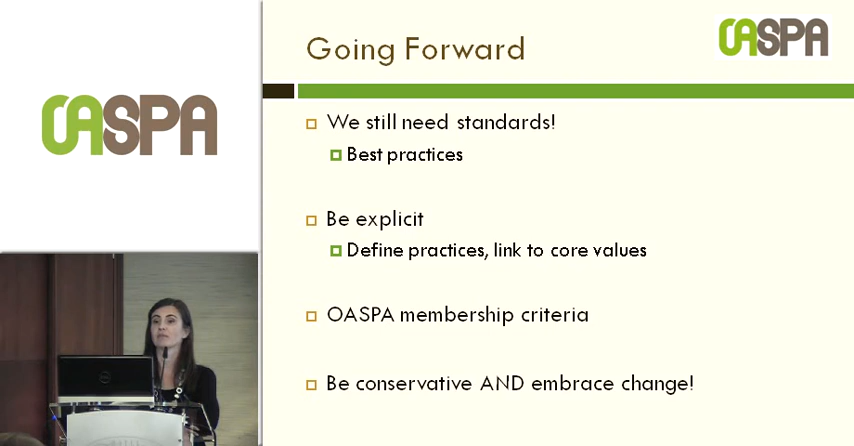 OASPA
Going Forward
OASPA
We still need standards!
Best practices
Be explicit
Define practices, link to core values
OASPA membership criteria
Be conservative AND embrace change!